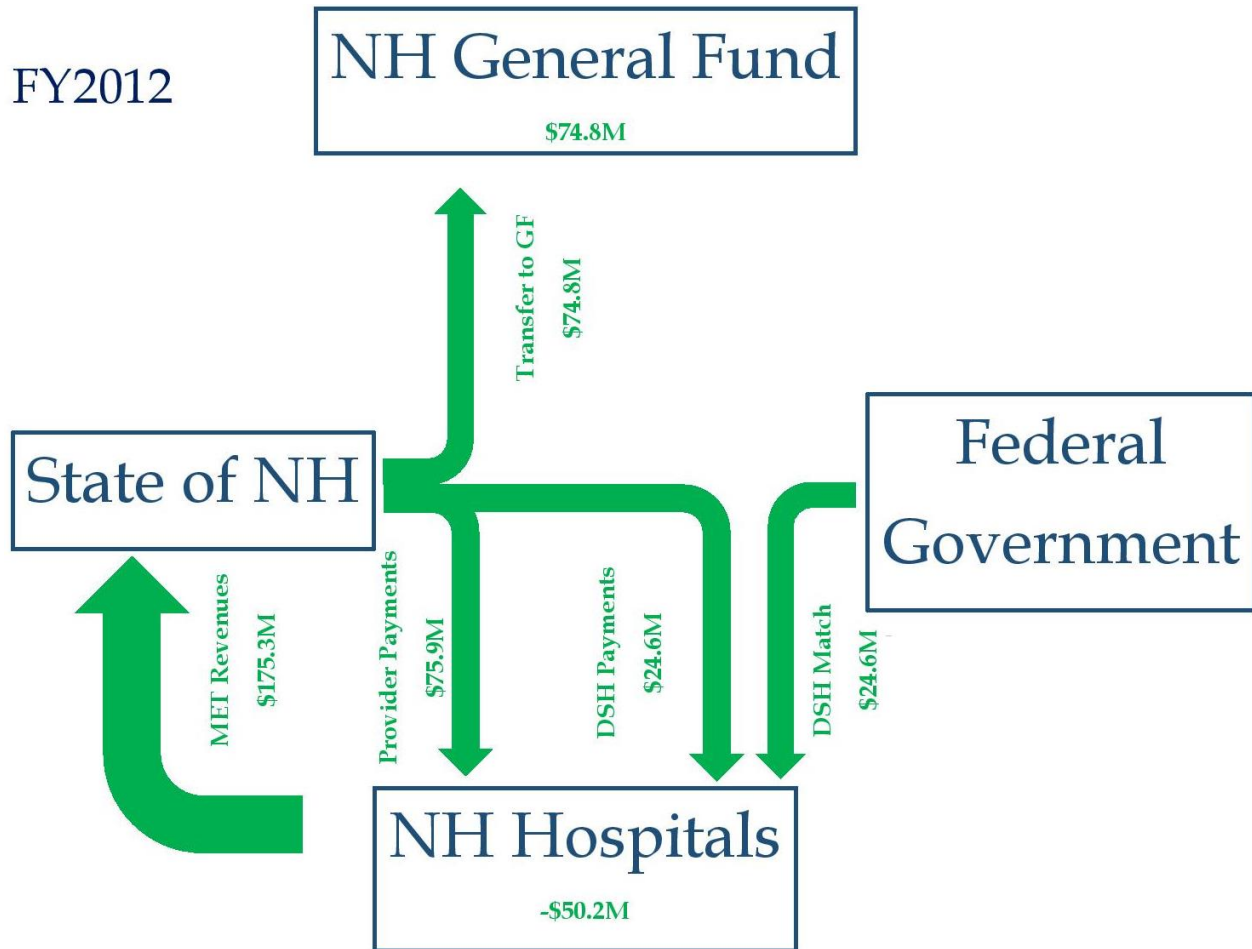 FY2012
NH General Fund
$74.8M
Transfer to GF
$74.8M
State of NH
Federal
Government
MET Revenues
$175.3M
Provider Payments
$75.9M
DSH Payments
$24.6M
DSH Match
$24.6M
NH Hospitals
-$50.2M